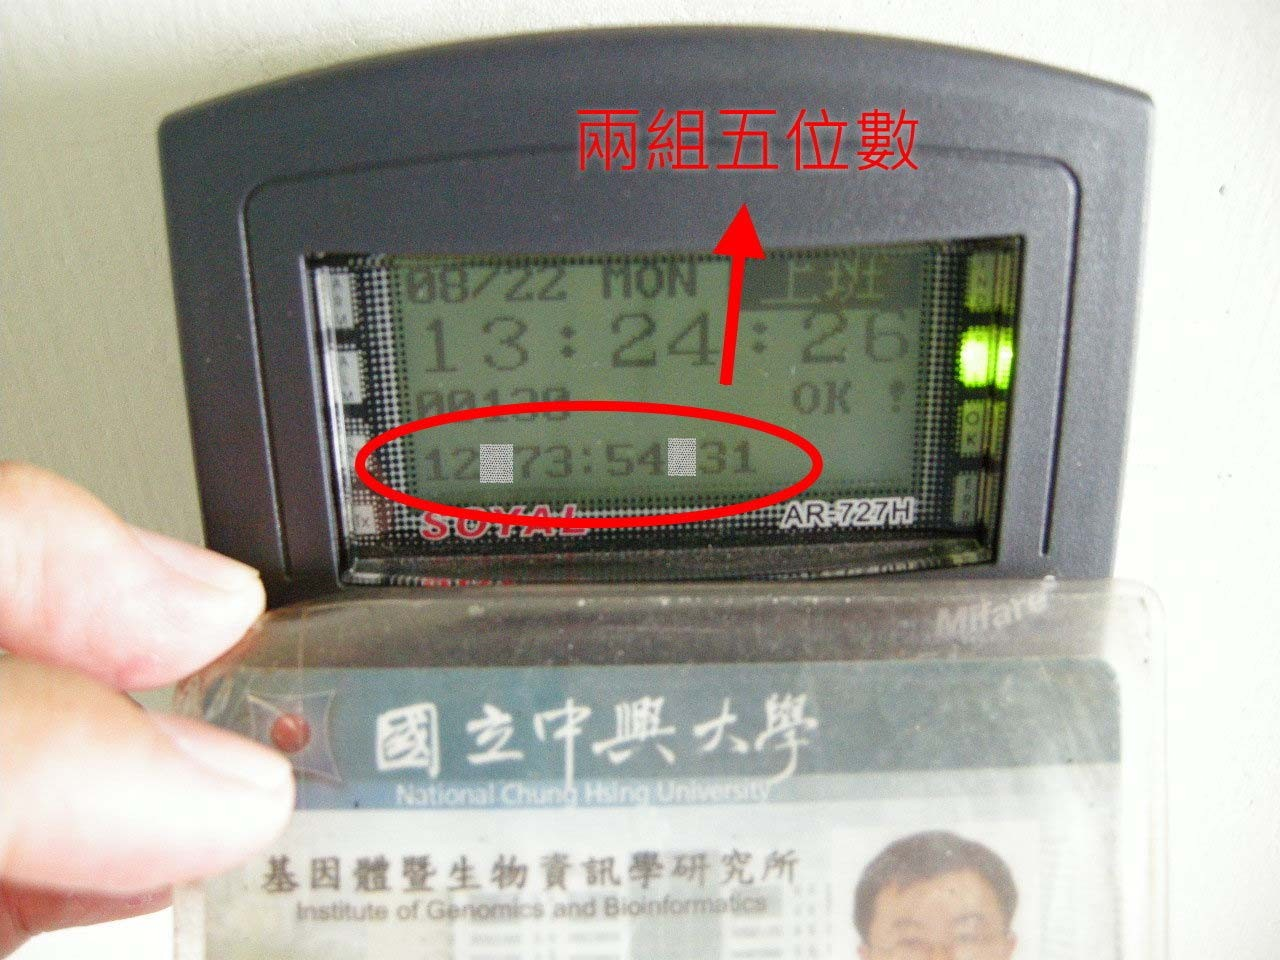 兩組五位數
08/22 MON 上班
13:24:26
00130 OK !
12 73:54 31
SOYAL AR-727H
Mifare
國立中興大學
National Chung Hsing University
基因體暨生物資訊學研究所
Institute of Genomics and Bioinformatics